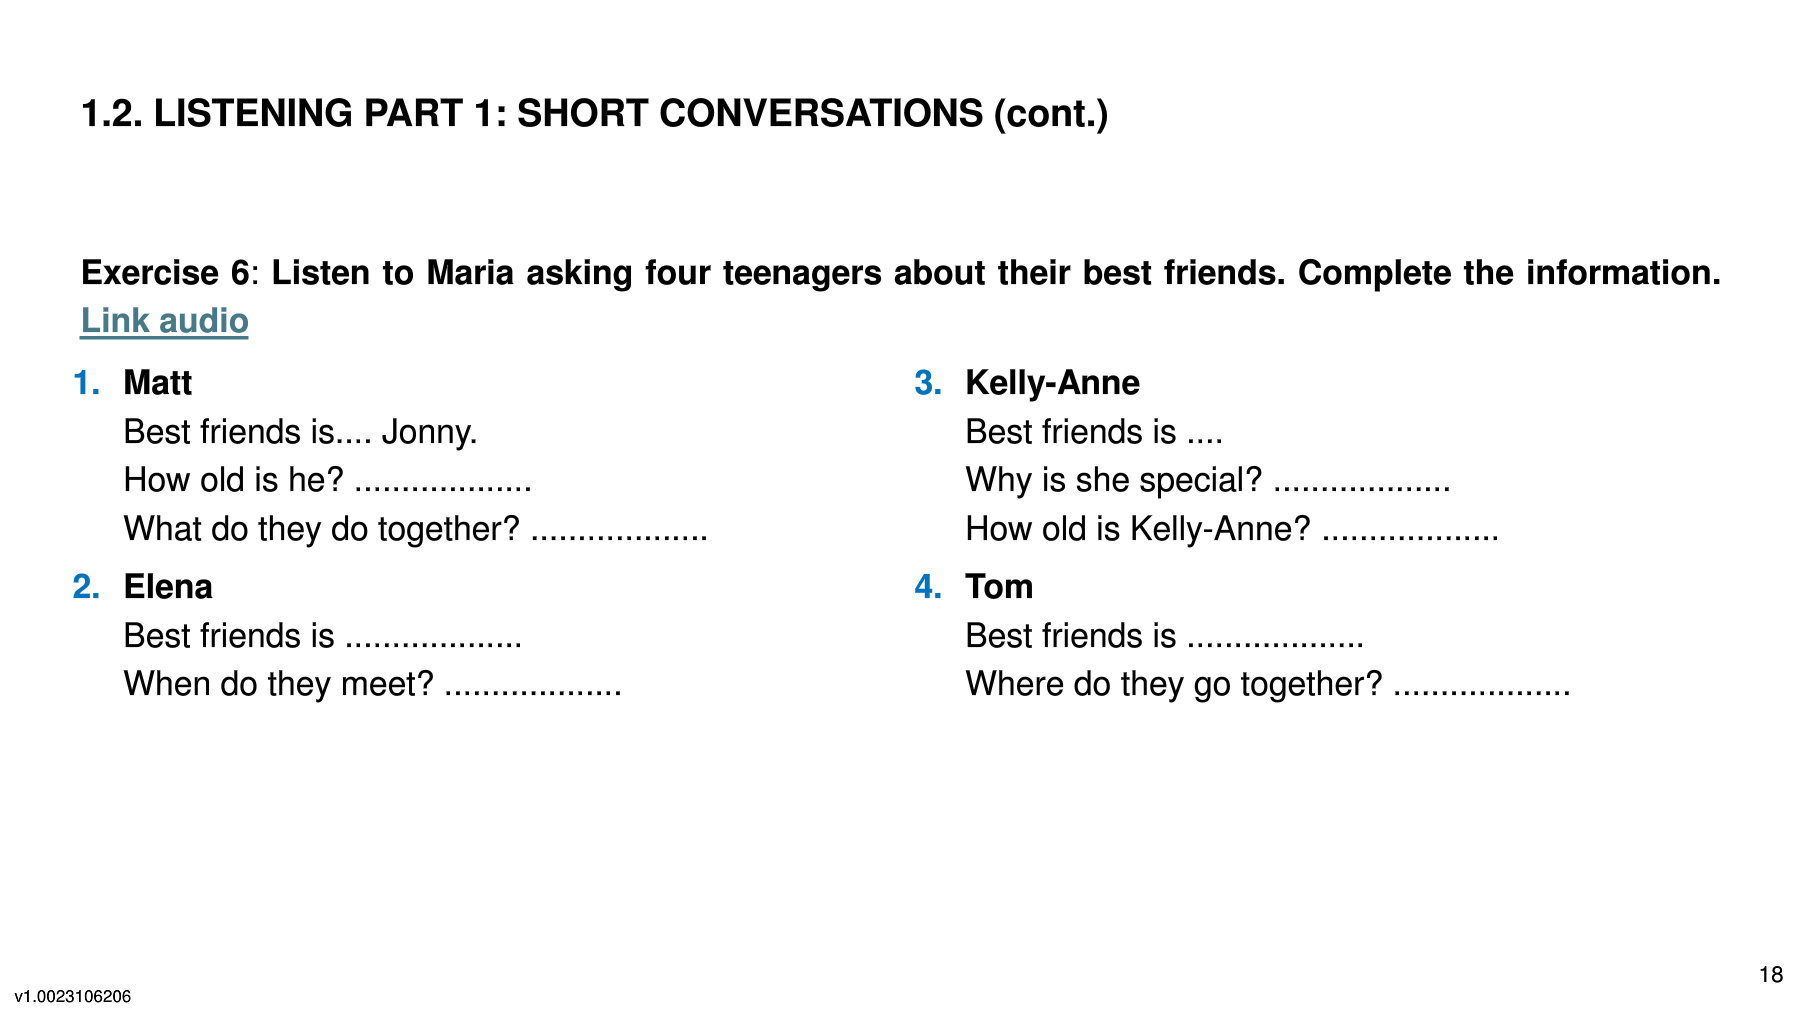 1.2. LISTENING PART 1: SHORT CONVERSATIONS (cont.)
Exercise 6: Listen to Maria asking four teenagers about their best friends. Complete the information.
Link audio
1. Matt
Best friends is.... Jonny.
How old is he? ...................
What do they do together? ...................
2. Elena
Best friends is ...................
When do they meet? ...................
3. Kelly-Anne
Best friends is ....
Why is she special? ...................
How old is Kelly-Anne? ...................
4. Tom
Best friends is ...................
Where do they go together? ...................
18
v1.0023106206